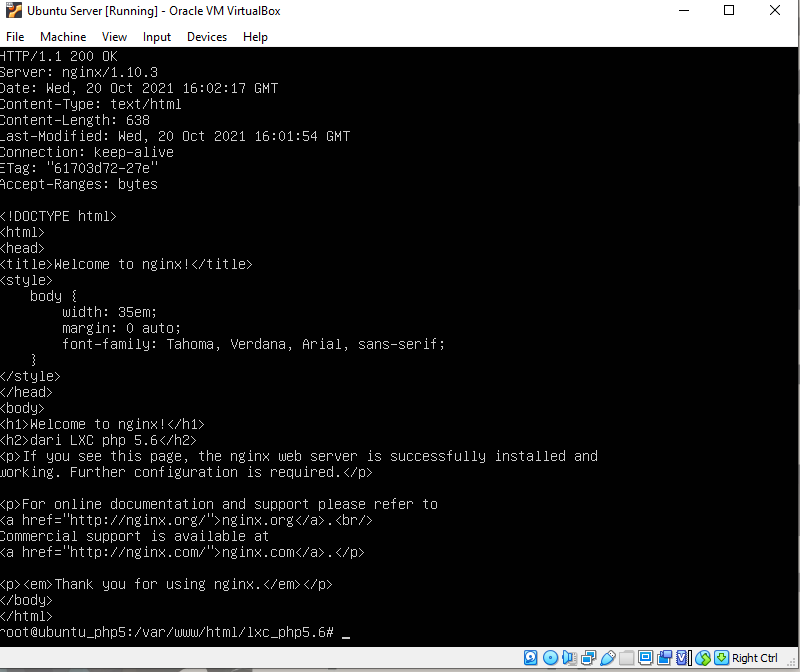 Ubuntu Server [Running] - Oracle VM VirtualBox
File Machine View Input Devices Help
HTTP/1.1 200 OK
Server: nginx/1.10.3
Date: Wed, 20 Oct 2021 16:02:17 GMT
Content-Type: text/html
Content-Length: 638
Last-Modified: Wed, 20 Oct 2021 16:01:54 GMT
Connection: keep-alive
ETag: "61703d72-27e"
Accept-Ranges: bytes
<!DOCTYPE html>
<html>
<head>
<title>Welcome to nginx!</title>
<style>
    body {
        width: 35em;
        margin: 0 auto;
        font-family: Tahoma, Verdana, Arial, sans-serif;
    }
</style>
</head>
<body>
<h1>Welcome to nginx!</h1>
<h2>dari LXC php 5.6</h2>
<p>If you see this page, the nginx web server is successfully installed and
working. Further configuration is required.</p>
<p>For online documentation and support please refer to
<a href="http://nginx.org/">nginx.org</a>.<br/>
Commercial support is available at
<a href="http://nginx.com/">nginx.com</a>.</p>
<p><em>Thank you for using nginx.</em></p>
</body>
</html>
root@ubuntu_php5:/var/www/html/lxc_php5.6# _
Right Ctrl